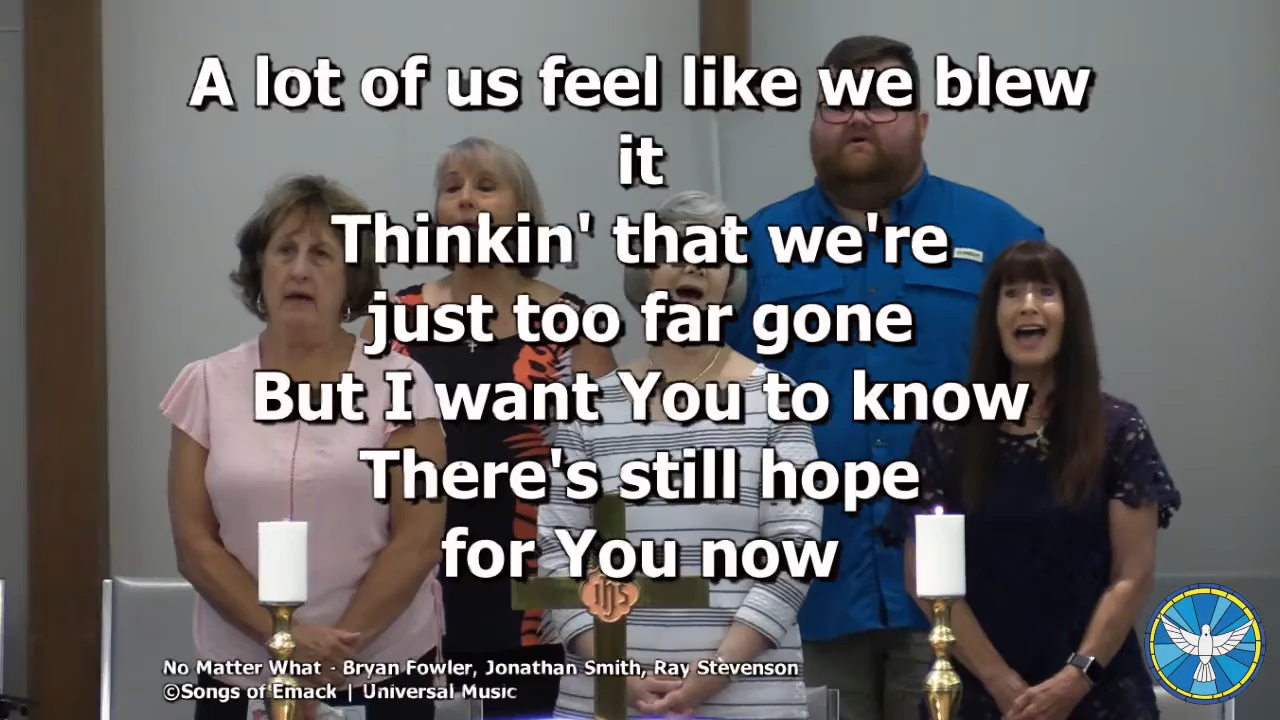 A lot of us feel like we blew
it
Thinkin' that we're
just too far gone
But I want You to know
There's still hope
for You now
IHS
No Matter What - Bryan Fowler, Jonathan Smith, Ray Stevenson
©Songs of Emack | Universal Music